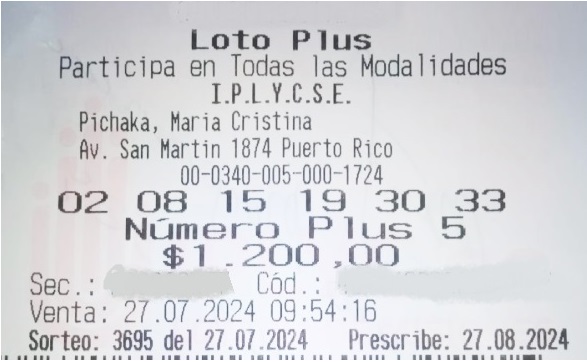 Loto Plus
Participa en Todas las Modalidades
I.P.L.Y.C.S.E.
Pichaka, Maria Cristina
Av. San Martin 1874 Puerto Rico
00-0340-005-000-1724
02 08 15 19 30 33
Número Plus 5
$1.200,00
Sec.: Cód.:
Venta: 27.07.2024 09:54:16
Sorteo: 3695 del 27.07.2024 Prescribe: 27.08.2024